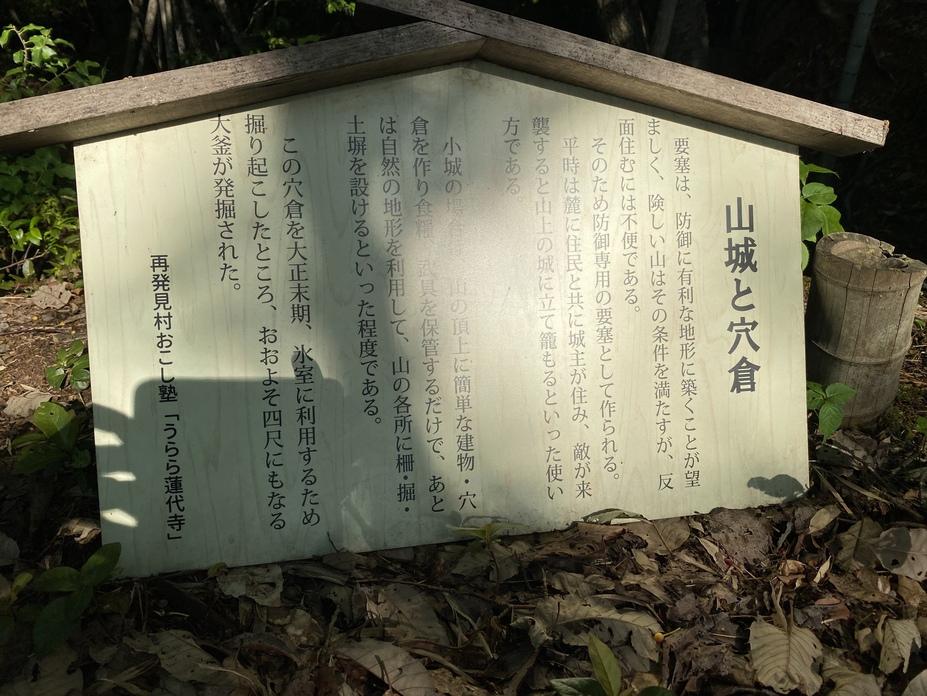 山城と穴倉
要塞は、防御に有利な地形に築くことが望
ましく、険しい山はその条件を満たすが、反
面住むには不便である。
そのため防御専用の要塞として作られる。
平時は麓に住民と共に城主が住み、敵が来
襲すると山上の城に立て籠もるといった使い
方である。
小城の場合は、山の頂上に簡単な建物・穴
倉を作り食糧、武具を保管するだけで、あと
は自然の地形を利用して、山の各所に柵・掘・
土塀を設けるといった程度である。
この穴倉を大正末期、氷室に利用するため
掘り起こしたところ、おおよそ四尺にもなる
大釜が発掘された。
再発見村おこし塾「うらら蓮代寺」